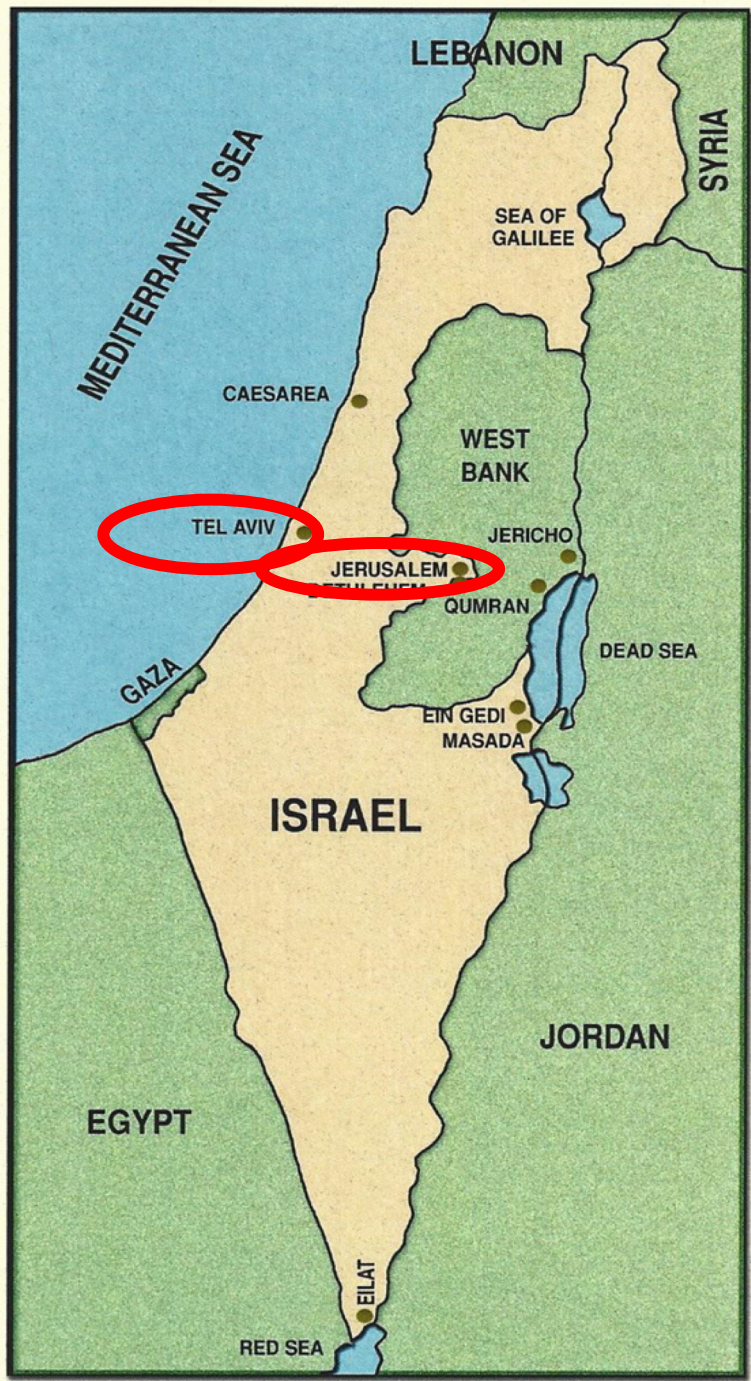 LEBANON
SYRIA
MEDITERRANEAN SEA
SEA OF
GALILEE
CAESAREA
WEST
BANK
TEL AVIV
JERICHO
JERUSALEM
BETHLEHEM
QUMRAN
DEAD SEA
GAZA
EIN GEDI
MASADA
ISRAEL
JORDAN
EGYPT
EILAT
RED SEA